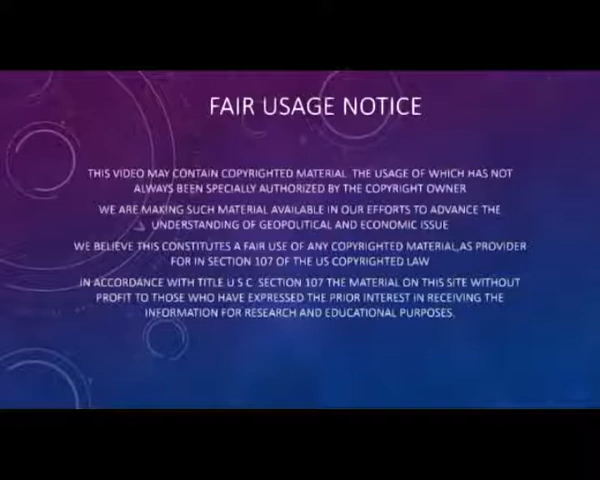 FAIR USAGE NOTICE
THIS VIDEO MAY CONTAIN COPYRIGHTED MATERIAL THE USAGE OF WHICH HAS NOT
ALWAYS BEEN SPECIALLY AUTHORIZED BY THE COPYRIGHT OWNER
WE ARE MAKING SUCH MATERIAL AVAILABLE IN OUR EFFORTS TO ADVANCE THE
UNDERSTANDING OF GEOPOLITICAL AND ECONOMIC ISSUE
WE BELIEVE THIS CONSTITUTES A FAIR USE OF ANY COPYRIGHTED MATERIAL,AS PROVIDER
FOR IN SECTION 107 OF THE US COPYRIGHTED LAW
IN ACCORDANCE WITH TITLE U S C SECTION 107 THE MATERIAL ON THIS SITE WITHOUT
PROFIT TO THOSE WHO HAVE EXPRESSED THE PRIOR INTEREST IN RECEIVING THE
INFORMATION FOR RESEARCH AND EDUCATIONAL PURPOSES.